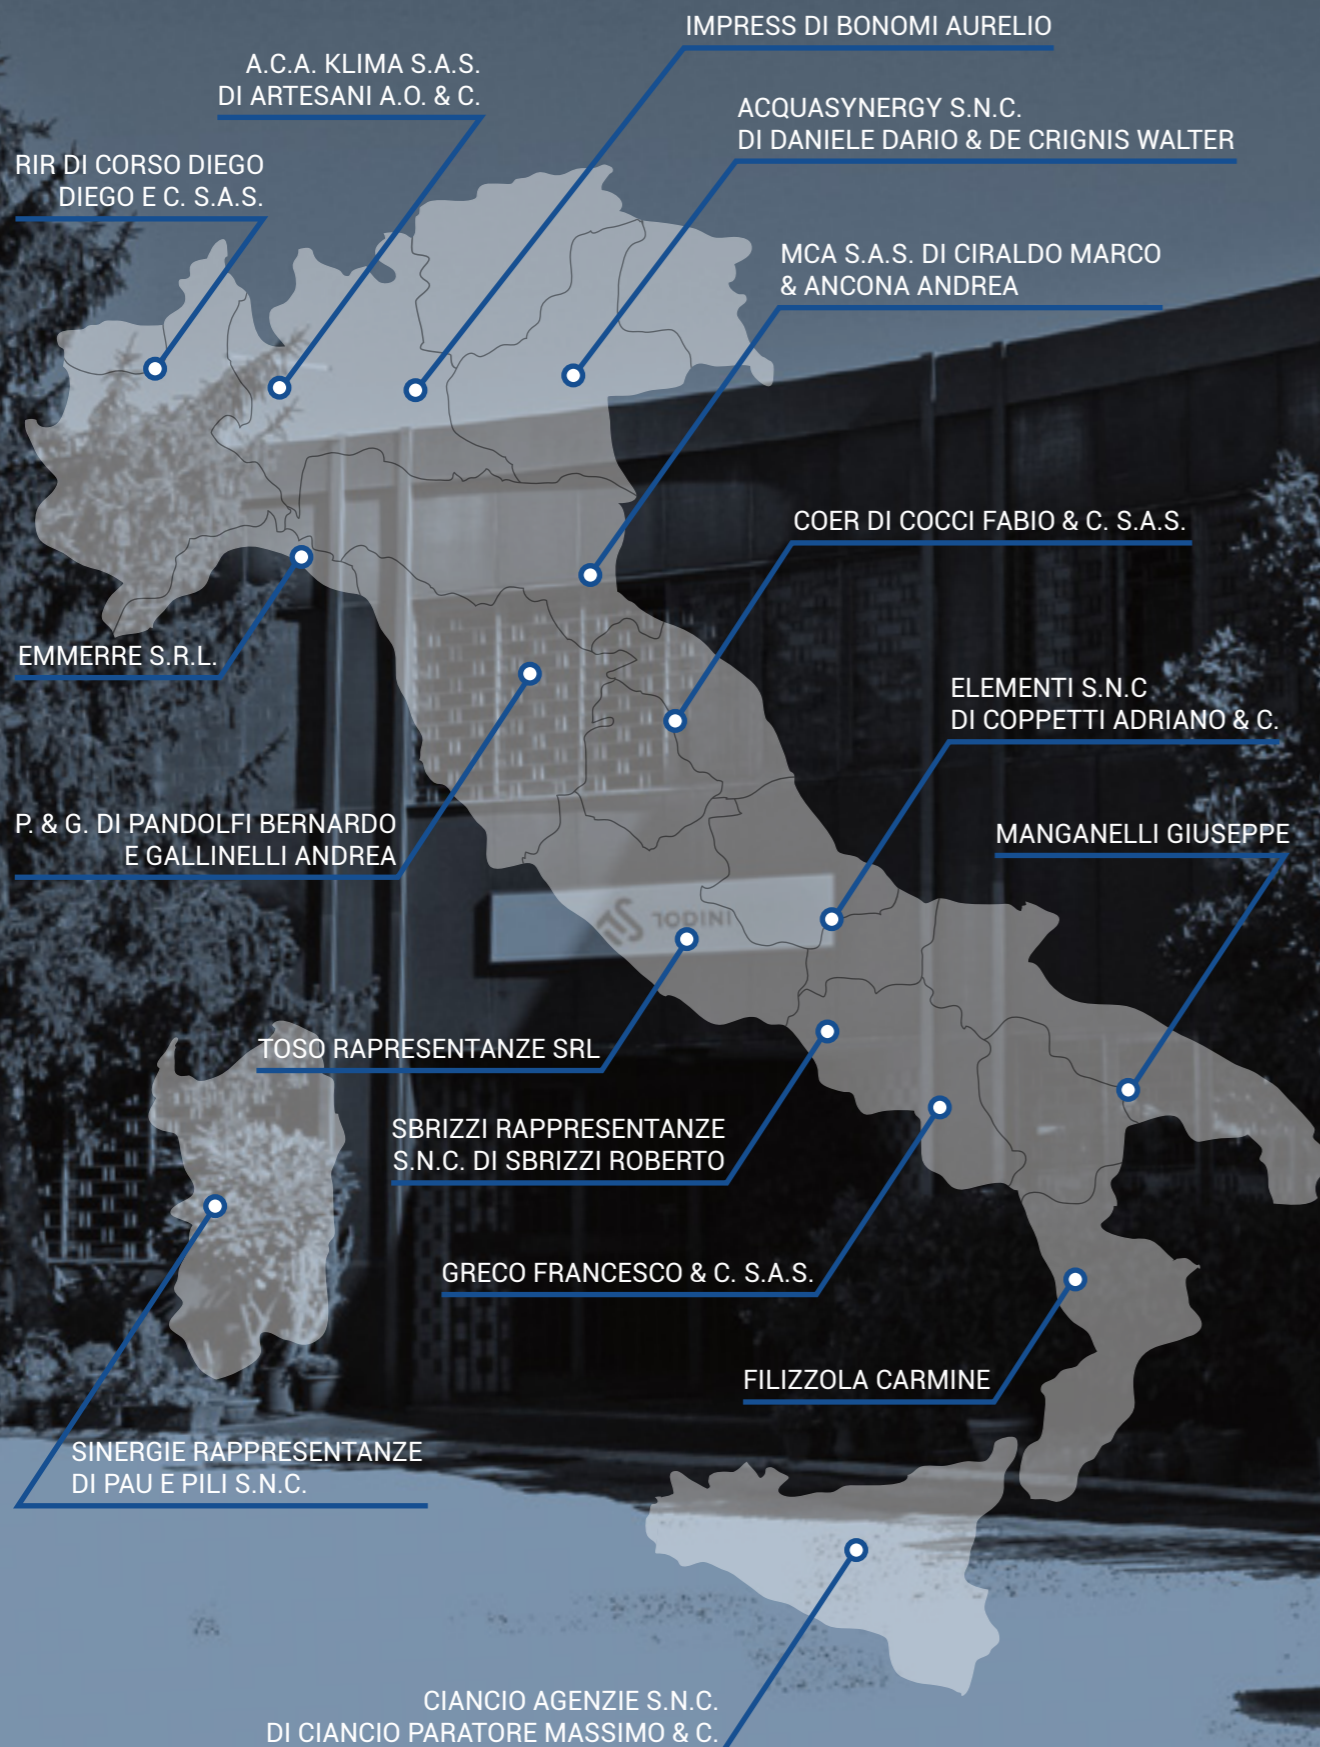 IMPRESS DI BONOMI AURELIO
A.C.A. KLIMA S.A.S.
DI ARTESANI A.O. & C.
ACQUASYNERGY S.N.C.
DI DANIELE DARIO & DE CRIGNIS WALTER
RIR DI CORSO DIEGO
DIEGO E C. S.A.S.
MCA S.A.S. DI CIRALDO MARCO
& ANCONA ANDREA
COER DI COCCI FABIO & C. S.A.S.
EMMERRE S.R.L.
ELEMENTI S.N.C
DI COPPETTI ADRIANO & C.
P. & G. DI PANDOLFI BERNARDO
E GALLINELLI ANDREA
MANGANELLI GIUSEPPE
TODINI
TOSO RAPRESENTANZE SRL
SBRIZZI RAPPRESENTANZE
S.N.C. DI SBRIZZI ROBERTO
GRECO FRANCESCO & C. S.A.S.
FILIZZOLA CARMINE
SINERGIE RAPPRESENTANZE
DI PAU E PILI S.N.C.
CIANCIO AGENZIE S.N.C.
DI CIANCIO PARATORE MASSIMO & C.